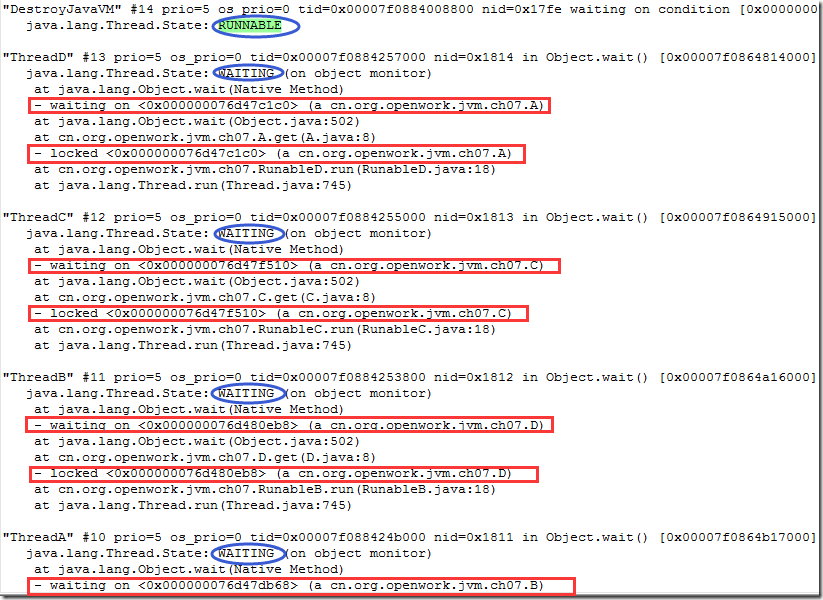 "DestroyJavaVM" #14 prio=5 os_prio=0 tid=0x00007f0884008800 nid=0x17fe waiting on condition [0x0000000
java.lang.Thread.State: RUNNABLE
"ThreadD" #13 prio=5 os_prio=0 tid=0x00007f0884257000 nid=0x1814 in Object.wait() [0x00007f0864814000]
java.lang.Thread.State: WAITING (on object monitor)
at java.lang.Object.wait(Native Method)
- waiting on <0x000000076d47c1c0> (a cn.org.openwork.jvm.ch07.A)
at java.lang.Object.wait(Object.java:502)
at cn.org.openwork.jvm.ch07.A.get(A.java:8)
- locked <0x000000076d47c1c0> (a cn.org.openwork.jvm.ch07.A)
at cn.org.openwork.jvm.ch07.RunableD.run(RunableD.java:18)
at java.lang.Thread.run(Thread.java:745)
"ThreadC" #12 prio=5 os_prio=0 tid=0x00007f0884255000 nid=0x1813 in Object.wait() [0x00007f0864915000]
java.lang.Thread.State: WAITING (on object monitor)
at java.lang.Object.wait(Native Method)
- waiting on <0x000000076d47f510> (a cn.org.openwork.jvm.ch07.C)
at java.lang.Object.wait(Object.java:502)
at cn.org.openwork.jvm.ch07.C.get(C.java:8)
- locked <0x000000076d47f510> (a cn.org.openwork.jvm.ch07.C)
at cn.org.openwork.jvm.ch07.RunableC.run(RunableC.java:18)
at java.lang.Thread.run(Thread.java:745)
"ThreadB" #11 prio=5 os_prio=0 tid=0x00007f0884253800 nid=0x1812 in Object.wait() [0x00007f0864a16000]
java.lang.Thread.State: WAITING (on object monitor)
at java.lang.Object.wait(Native Method)
- waiting on <0x000000076d480eb8> (a cn.org.openwork.jvm.ch07.D)
at java.lang.Object.wait(Object.java:502)
at cn.org.openwork.jvm.ch07.D.get(D.java:8)
- locked <0x000000076d480eb8> (a cn.org.openwork.jvm.ch07.D)
at cn.org.openwork.jvm.ch07.RunableB.run(RunableB.java:18)
at java.lang.Thread.run(Thread.java:745)
"ThreadA" #10 prio=5 os_prio=0 tid=0x00007f088424b000 nid=0x1811 in Object.wait() [0x00007f0864b17000]
java.lang.Thread.State: WAITING (on object monitor)
at java.lang.Object.wait(Native Method)
- waiting on <0x000000076d47db68> (a cn.org.openwork.jvm.ch07.B)